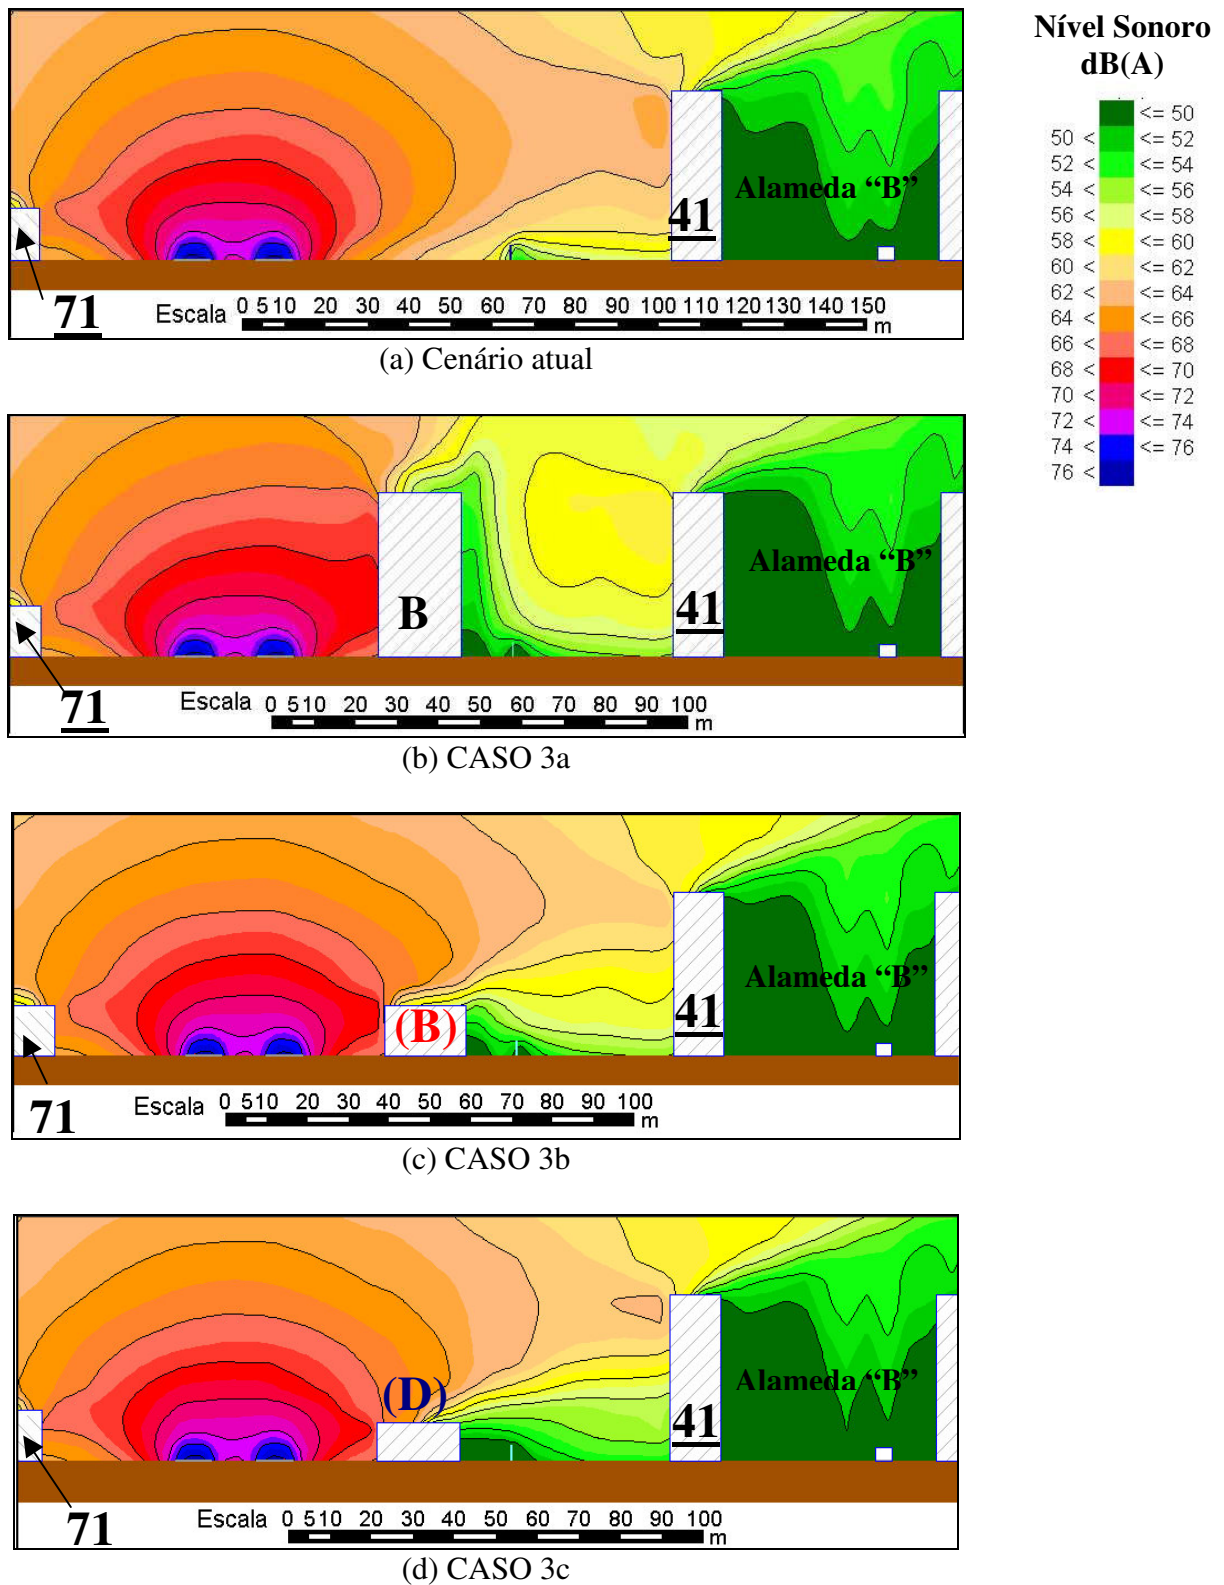 Nível Sonoro
dB(A)
<= 50
50 < <= 52
52 < <= 54
54 < <= 56
56 < <= 58
58 < <= 60
60 < <= 62
62 < <= 64
64 < <= 66
66 < <= 68
68 < <= 70
70 < <= 72
72 < <= 74
74 < <= 76
76 <
Alameda “B”
41
71
Escala 0 5 10 20 30 40 50 60 70 80 90 100 110 120 130 140 150
m
(a) Cenário atual
Alameda “B”
B
41
71
Escala 0 5 10 20 30 40 50 60 70 80 90 100
m
(b) CASO 3a
Alameda “B”
(B)
41
71
Escala 0 5 10 20 30 40 50 60 70 80 90 100
m
(c) CASO 3b
(D)
Alameda “B”
41
71
Escala 0 5 10 20 30 40 50 60 70 80 90 100
m
(d) CASO 3c